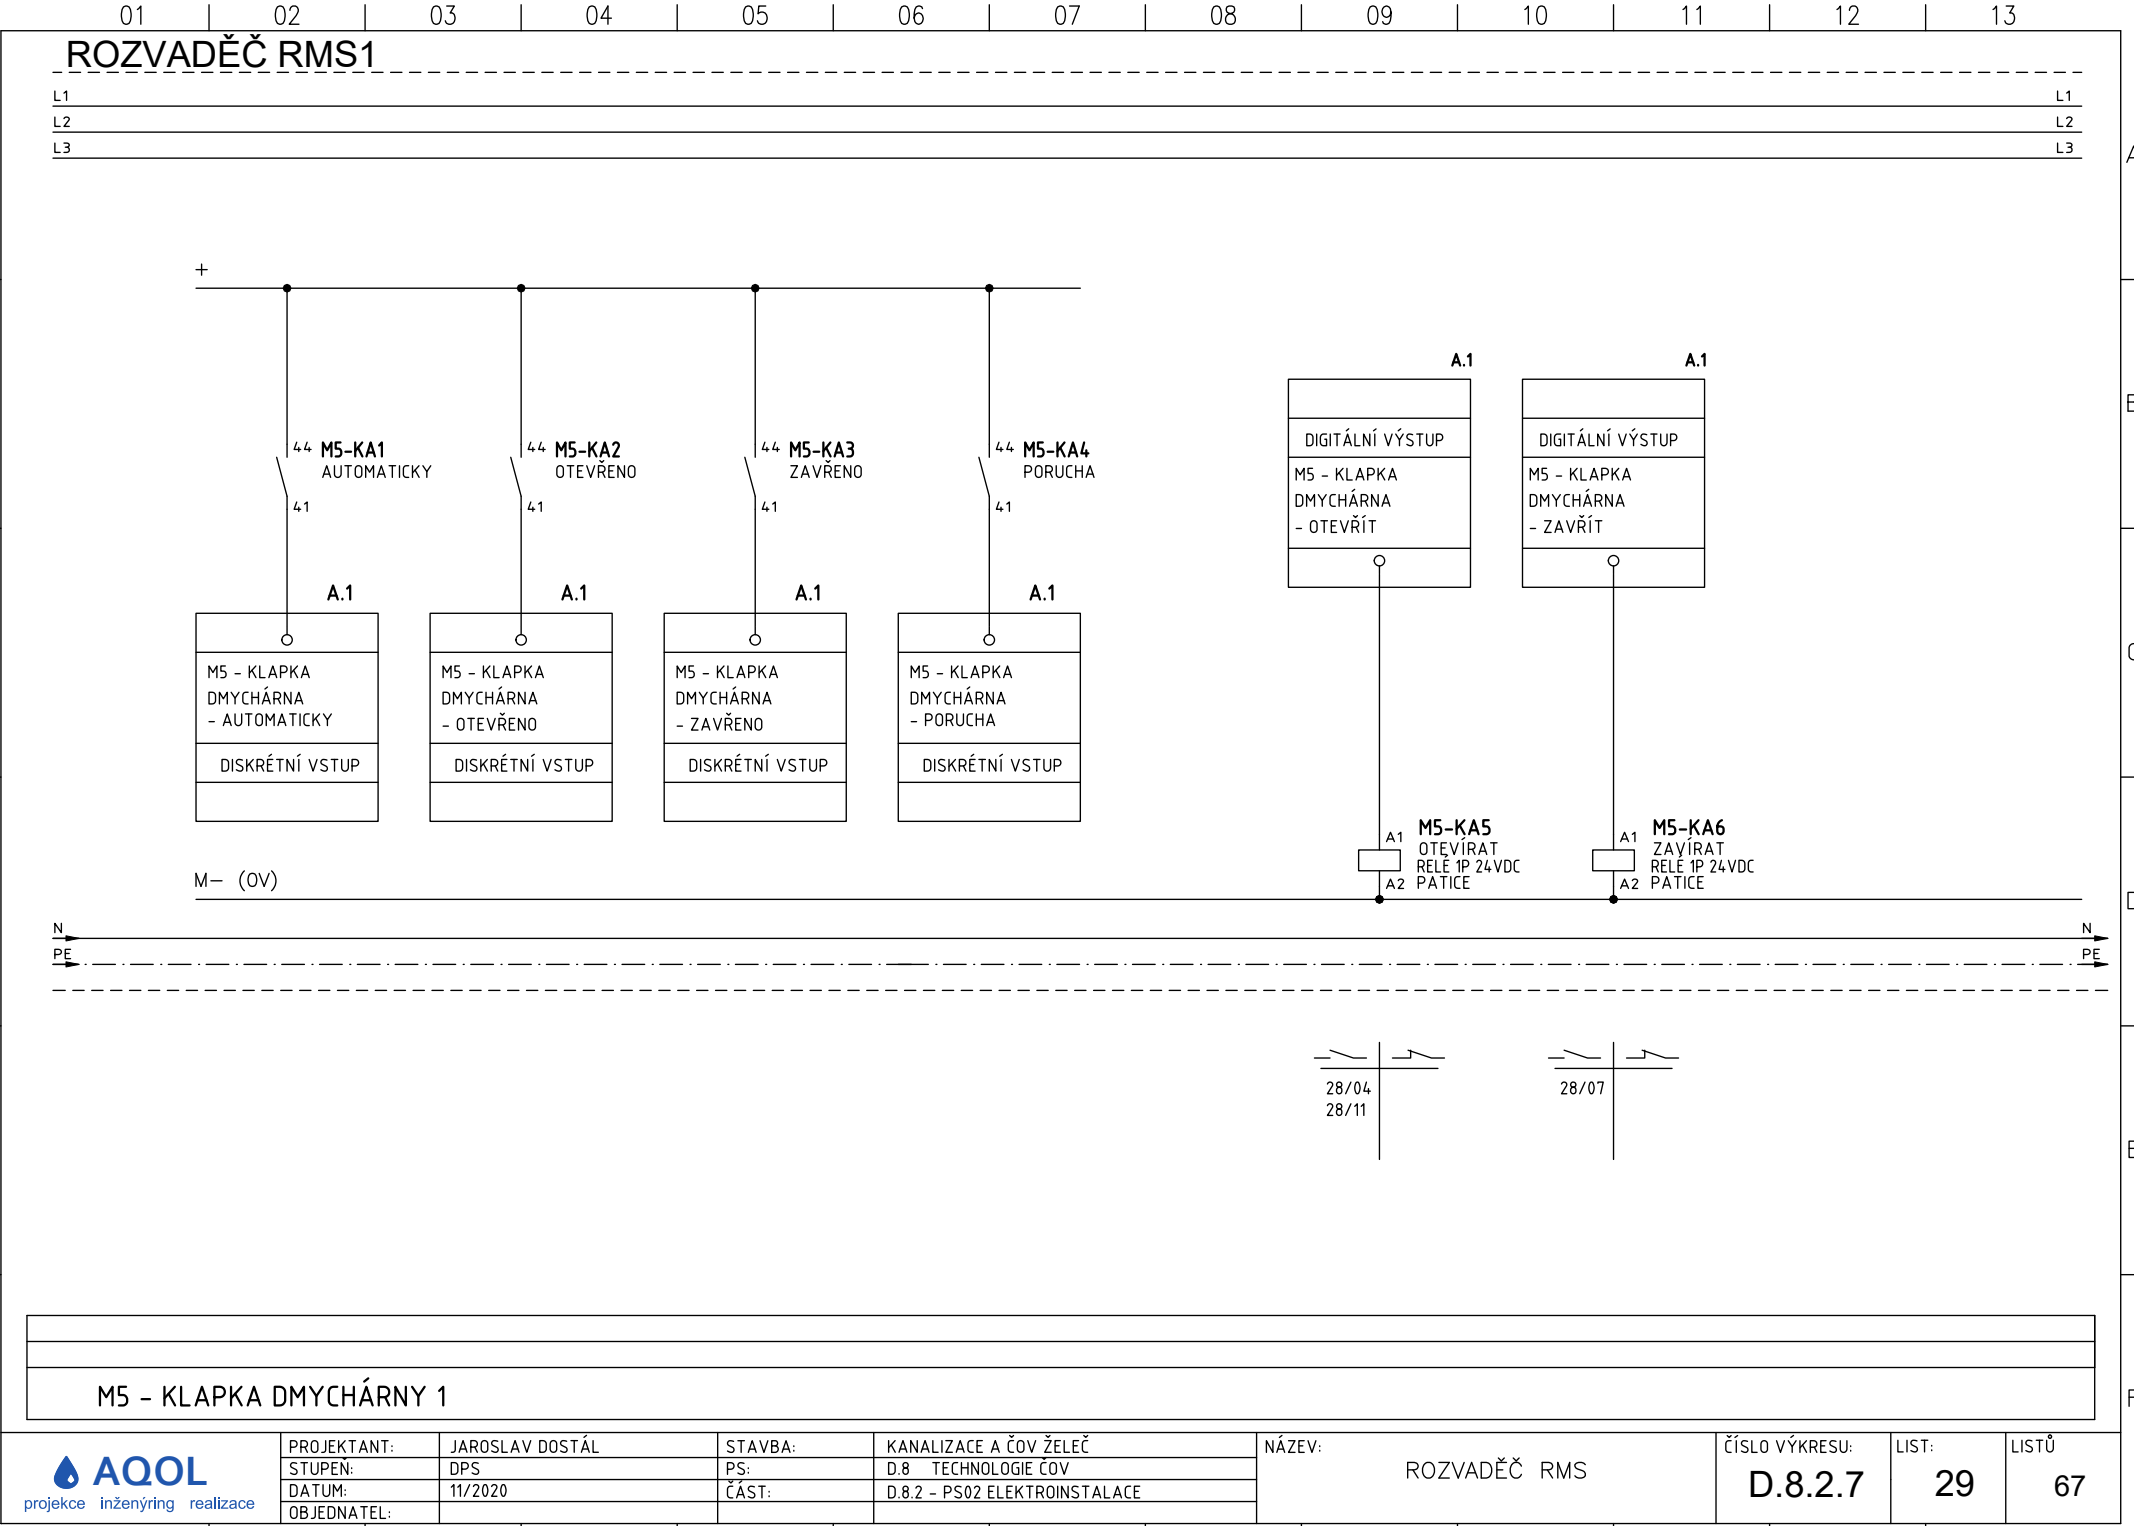 01 02 03 04 05 06 07 08 09 10 11 12 13
ROZVADĚČ RMS1
L1 L1
L2 L2
L3 L3
A
+
A.1 A.1
B
DIGITÁLNÍ VÝSTUP DIGITÁLNÍ VÝSTUP
44 M5-KA1 44 M5-KA2 44 M5-KA3 44 M5-KA4
AUTOMATICKY OTEVŘENO ZAVŘENO PORUCHA
M5 - KLAPKA M5 - KLAPKA
DMYCHÁRNA DMYCHÁRNA
41 41 41 41
- OTEVŘÍT - ZAVŘÍT
A.1 A.1 A.1 A.1
C
M5 - KLAPKA M5 - KLAPKA M5 - KLAPKA M5 - KLAPKA
DMYCHÁRNA DMYCHÁRNA DMYCHÁRNA DMYCHÁRNA
- AUTOMATICKY - OTEVŘENO - ZAVŘENO - PORUCHA
DISKRÉTNÍ VSTUP DISKRÉTNÍ VSTUP DISKRÉTNÍ VSTUP DISKRÉTNÍ VSTUP
A1 M5-KA5 A1 M5-KA6
OTEVÍRAT ZAVÍRAT
RELÉ 1P 24VDC RELÉ 1P 24VDC
A2 PATICE A2 PATICE
M- (0V)
D
N N
PE PE
28/04 28/07
28/11
E
M5 - KLAPKA DMYCHÁRNY 1
F
AQOL
projekce inženýring realizace
PROJEKTANT: JAROSLAV DOSTÁL
STUPEŇ: DPS
DATUM: 11/2020
OBJEDNATEL:
STAVBA: KANALIZACE A ČOV ŽELEČ
PS: D.8 TECHNOLOGIE ČOV
ČÁST: D.8.2 - PS02 ELEKTROINSTALACE
NÁZEV:
ROZVADĚČ RMS
ČÍSLO VÝKRESU:
D.8.2.7
LIST:
29
LISTŮ
67